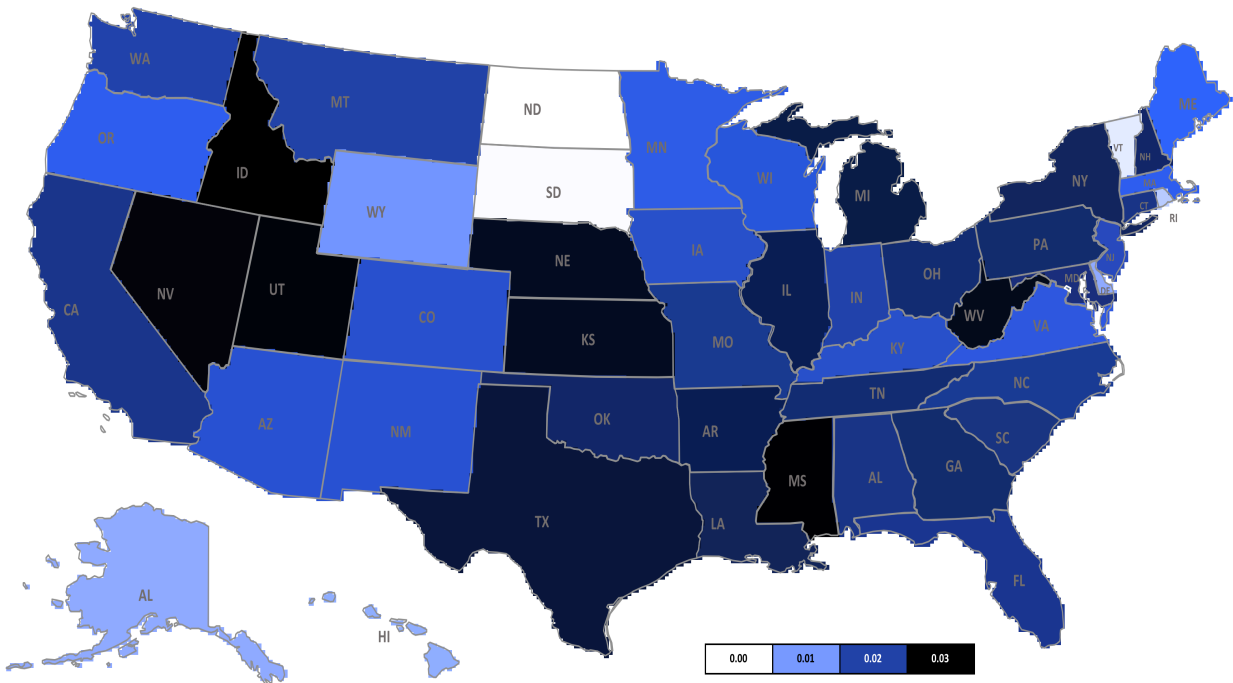 WA
MT
ND
ME
OR
MN
VT
NH
ID
SD
WI
MI
NY
MA
WY
CT
RI
IA
PA
NE
NJ
NV
UT
OH
MD
DE
CA
IL
IN
CO
WV
VA
KS
MO
KY
NC
TN
AZ
NM
OK
AR
SC
GA
MS
AL
TX
LA
FL
AL
HI
0.00 0.01 0.02 0.03